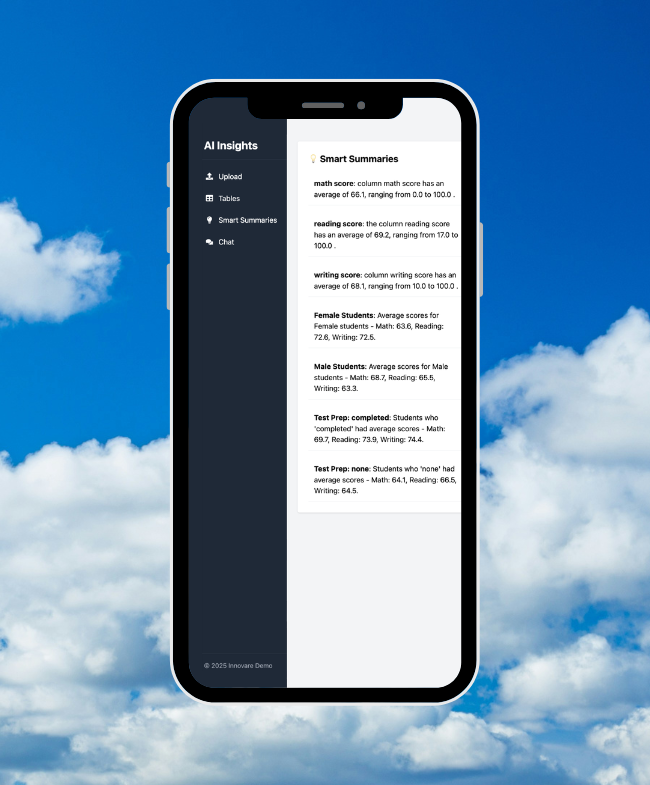 AI Insights
Upload
Tables
Smart Summaries
Chat
© 2025 Innovare Demo
Smart Summaries
math score: column math score has an
average of 66.1, ranging from 0.0 to 100.0 .
reading score: the column reading score
has an average of 69.2, ranging from 17.0 to
100.0 .
writing score: column writing score has an
average of 68.1, ranging from 10.0 to 100.0 .
Female Students: Average scores for
Female students - Math: 63.6, Reading:
72.6, Writing: 72.5.
Male Students: Average scores for Male
students - Math: 68.7, Reading: 65.5,
Writing: 63.3.
Test Prep: completed: Students who
'completed' had average scores - Math:
69.7, Reading: 73.9, Writing: 74.4.
Test Prep: none: Students who 'none' had
average scores - Math: 64.1, Reading: 66.5,
Writing: 64.5.